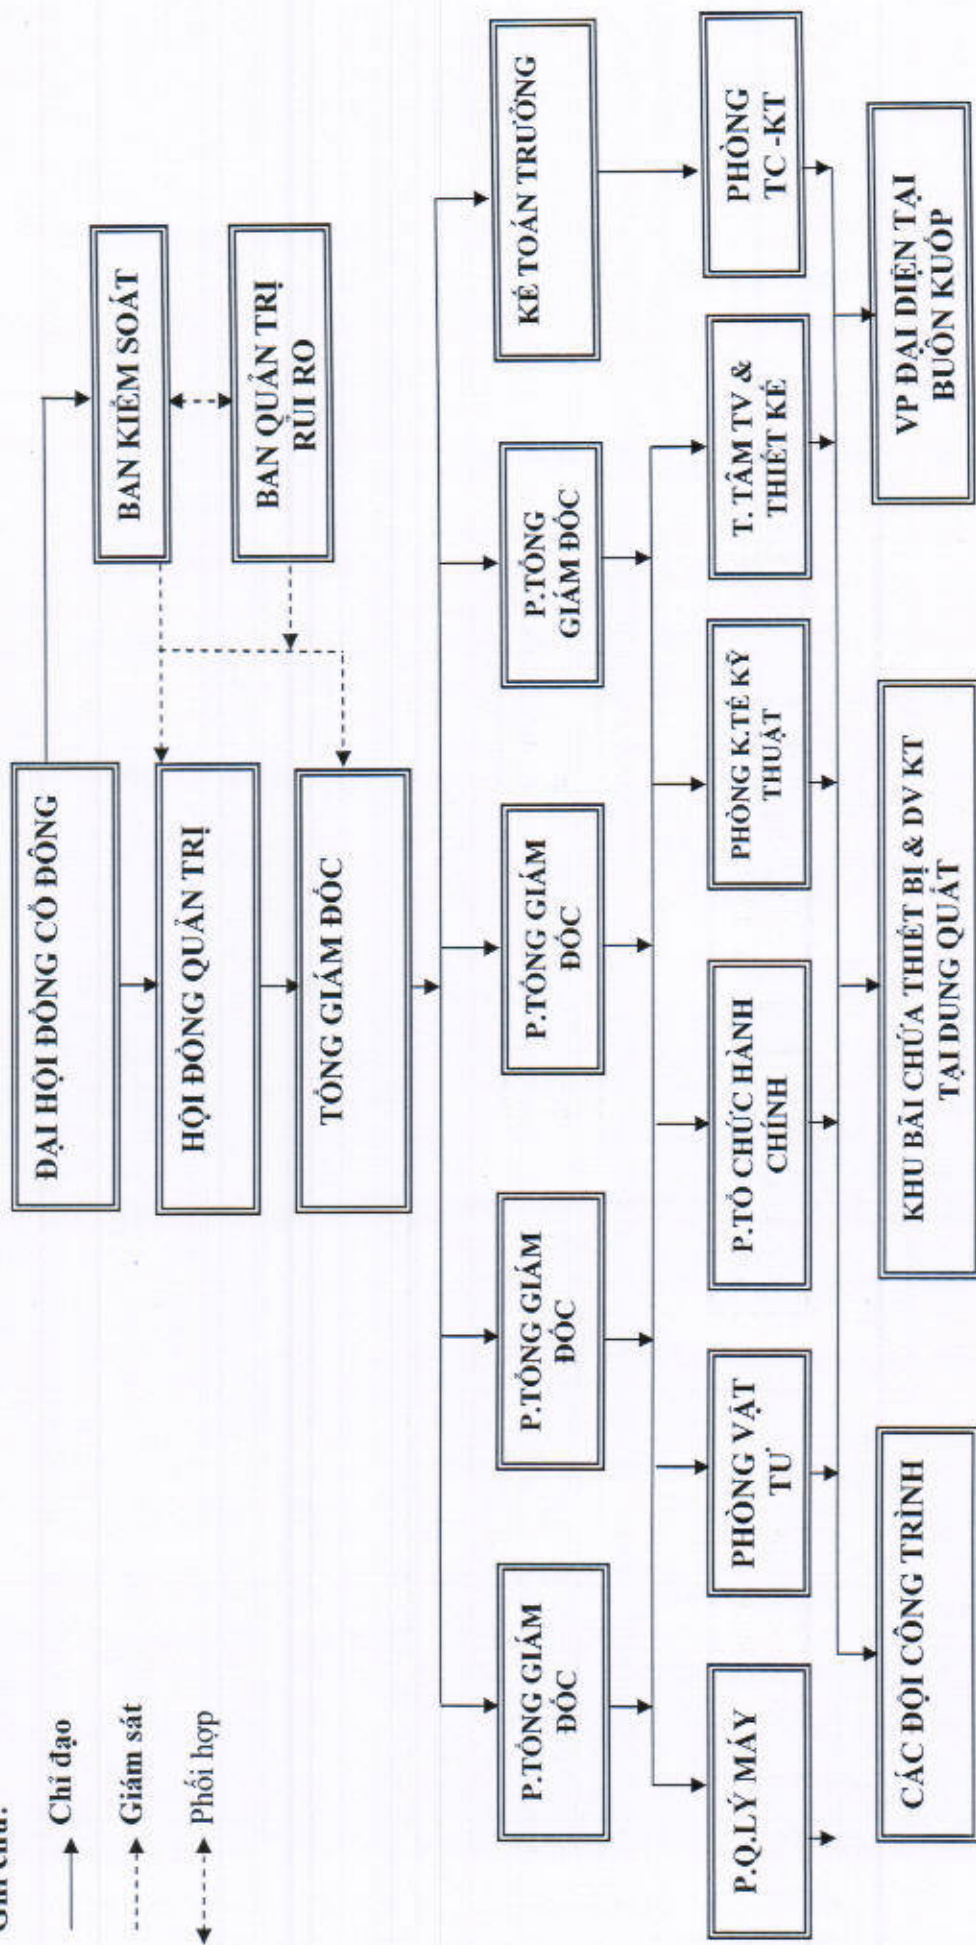 Ghi chú:
Chỉ đạo
Giám sát
Phối hợp
ĐẠI HỘI ĐỒNG CỔ ĐÔNG
HỘI ĐỒNG QUẢN TRỊ
TỔNG GIÁM ĐỐC
BAN KIỂM SOÁT
BAN QUẢN TRỊ
RỦI RO
P.TỔNG GIÁM
ĐỐC
P.TỔNG GIÁM
ĐỐC
P.TỔNG GIÁM
ĐỐC
P.TỔNG
GIÁM ĐỐC
KẾ TOÁN TRƯỞNG
P.Q.LÝ MÁY
PHÒNG VẬT
TƯ
P.TỔ CHỨC HÀNH
CHÍNH
PHÒNG K.TẾ KỸ
THUẬT
T. TÂM TV &
THIẾT KẾ
PHÒNG
TC -KT
CÁC ĐỘI CÔNG TRÌNH
KHU BÃI CHỨA THIẾT BỊ & DV KT
TẠI DUNG QUẤT
VP ĐẠI DIỆN TẠI
BUÔN KUỐP